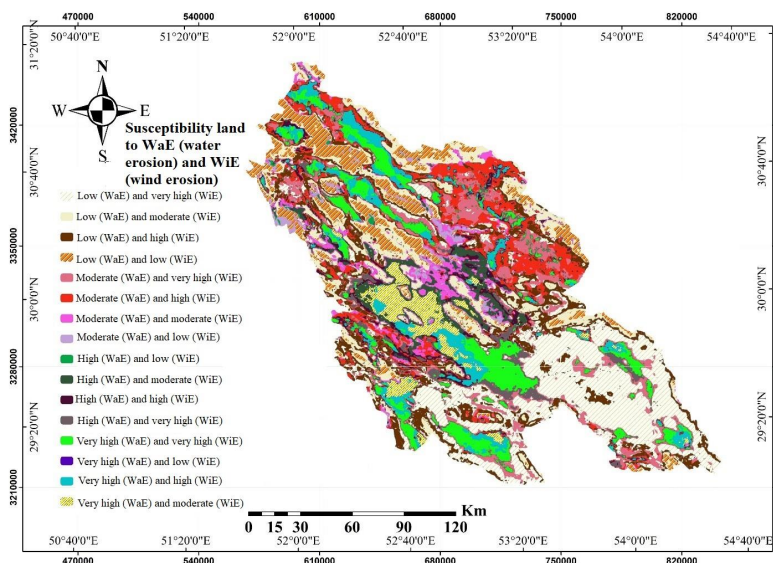 470000 540000 610000 680000 750000 820000
50°40'0"E 51°20'0"E 52°0'0"E 52°40'0"E 53°20'0"E 54°0'0"E 54°40'0"E
31°20'0"N
3420000
30°40'0"N
3350000
30°0'0"N
3280000
29°20'0"N
3210000
N
W E
S
Susceptibility land
to WaE (water
erosion) and WiE
(wind erosion)
Low (WaE) and very high (WiE)
Low (WaE) and moderate (WiE)
Low (WaE) and high (WiE)
Low (WaE) and low (WiE)
Moderate (WaE) and very high (WiE)
Moderate (WaE) and high (WiE)
Moderate (WaE) and moderate (WiE)
Moderate (WaE) and low (WiE)
High (WaE) and low (WiE)
High (WaE) and moderate (WiE)
High (WaE) and high (WiE)
High (WaE) and very high (WiE)
Very high (WaE) and very high (WiE)
Very high (WaE) and low (WiE)
Very high (WaE) and high (WiE)
Very high (WaE) and moderate (WiE)
Km
0 15 30 60 90 120
30°40'0"N
30°0'0"N
29°20'0"N
50°40'0"E 51°20'0"E 52°0'0"E 52°40'0"E 53°20'0"E 54°0'0"E 54°40'0"E
470000 540000 610000 680000 750000 820000